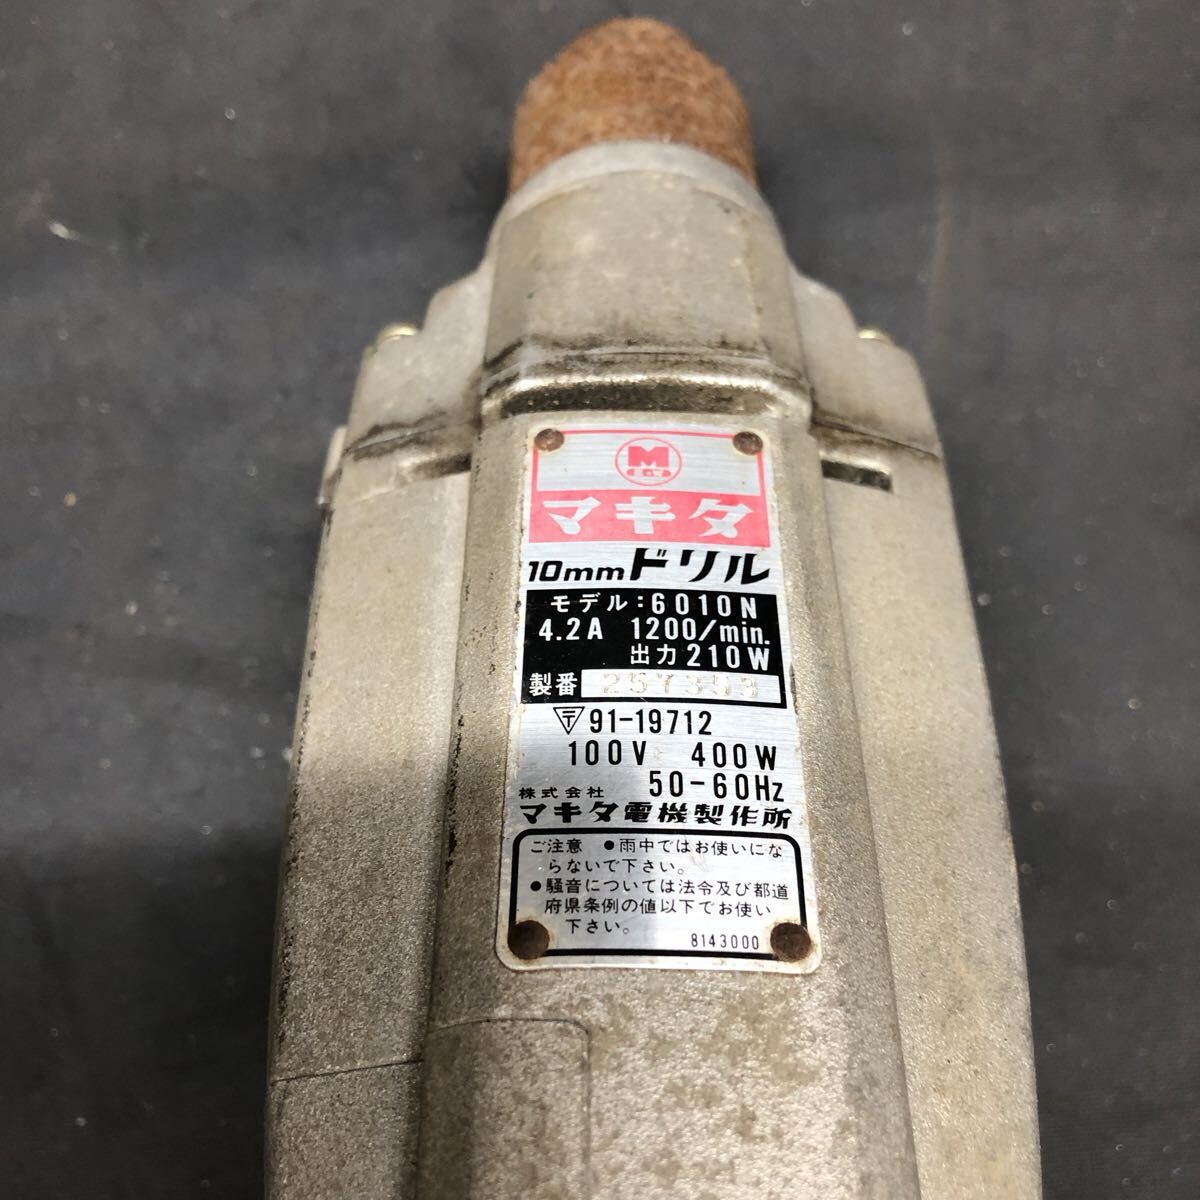 M
マキタ
10mmドリル
モデル:6010N
4.2A 1200/min.
出力210W
製番
〒91-19712
100V 400W
50-60Hz
株式会社
マキタ電機製作所
ご注意 ●雨中ではお使いにな
らないで下さい。
●騒音については法令及び都道
府県条例の値以下でお使い
下さい。
8143000